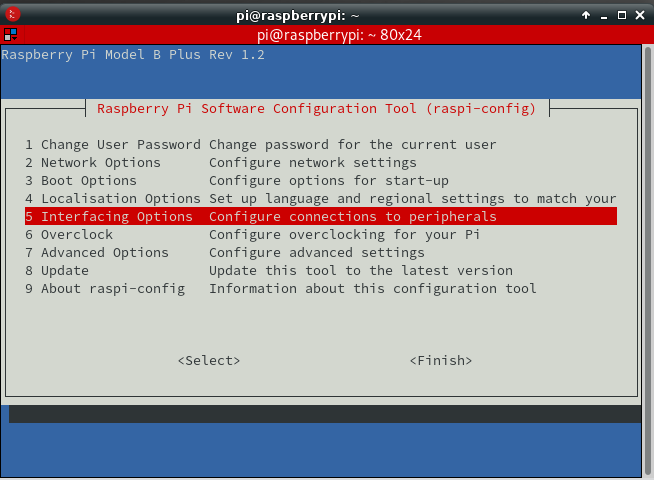 pi@raspberrypi: ~
pi@raspberrypi: ~ 80x24
Raspberry Pi Model B Plus Rev 1.2
Raspberry Pi Software Configuration Tool (raspi-config)
1 Change User Password Change password for the current user
2 Network Options Configure network settings
3 Boot Options Configure options for start-up
4 Localisation Options Set up language and regional settings to match your
5 Interfacing Options Configure connections to peripherals
6 Overclock Configure overclocking for your Pi
7 Advanced Options Configure advanced settings
8 Update Update this tool to the latest version
9 About raspi-config Information about this configuration tool
<Select> <Finish>